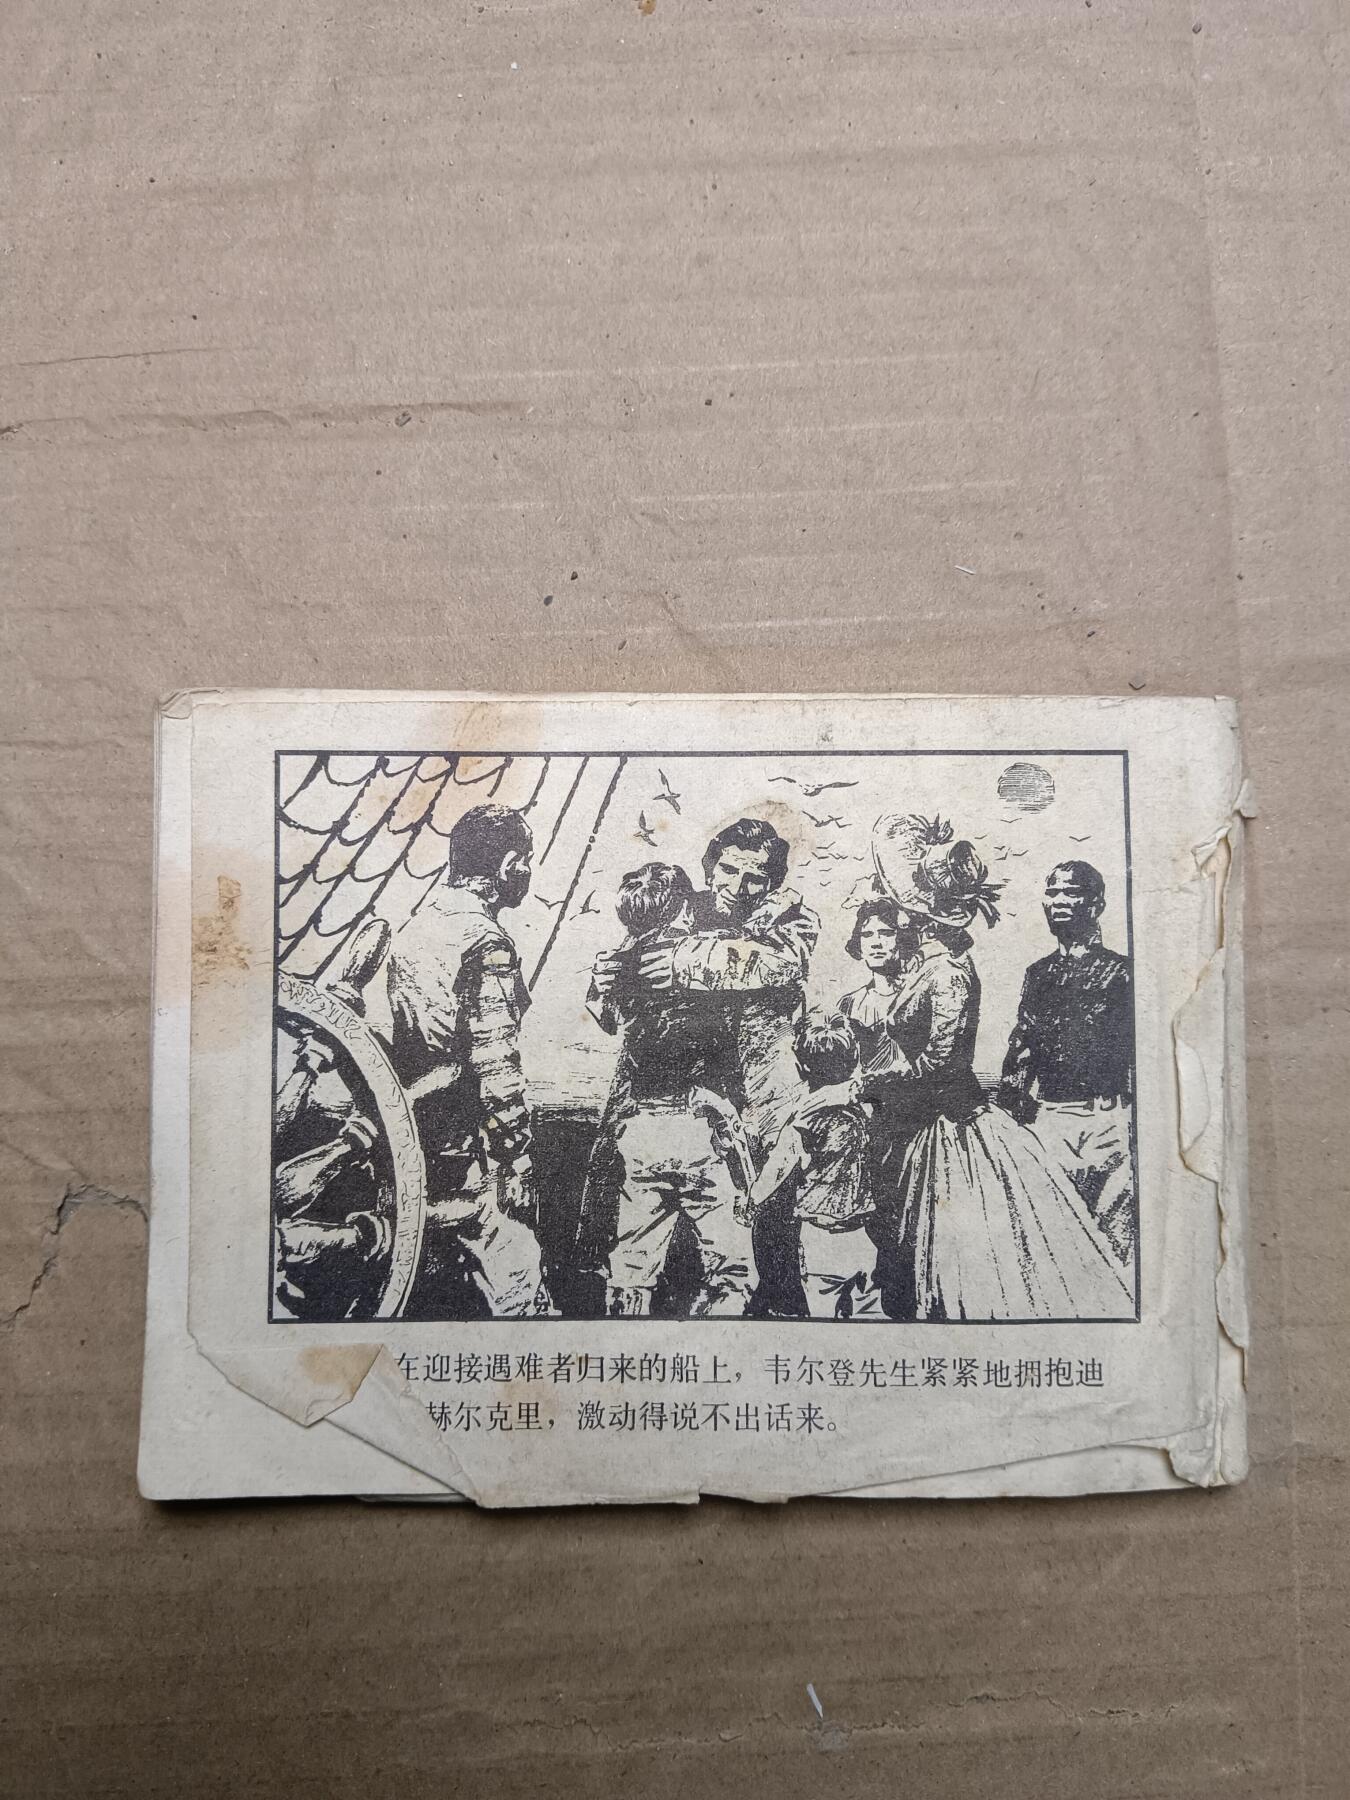 在迎接遇难者归来的船上，韦尔登先生紧紧地拥抱迪
赫尔克里，激动得说不出话来。